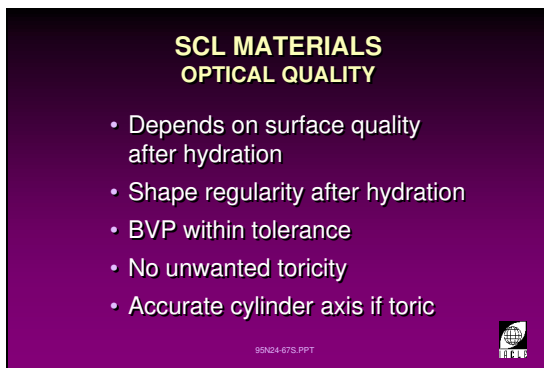 SCL MATERIALS
OPTICAL QUALITY
• Depends on surface quality
after hydration
• Shape regularity after hydration
• BVP within tolerance
• No unwanted toricity
• Accurate cylinder axis if toric
95N24-67S.PPT
IACLE